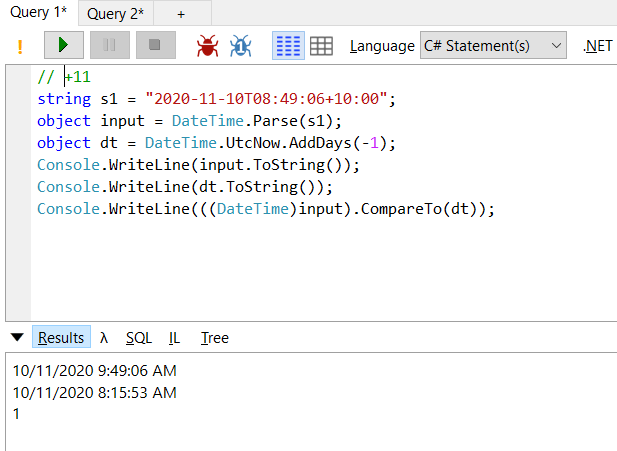 Query 1* Query 2* +
! Language C# Statement(s) .NET
// +11
string s1 = "2020-11-10T08:49:06+10:00";
object input = DateTime.Parse(s1);
object dt = DateTime.UtcNow.AddDays(-1);
Console.WriteLine(input.ToString());
Console.WriteLine(dt.ToString());
Console.WriteLine(((DateTime)input).CompareTo(dt));
Results λ SQL IL Tree
10/11/2020 9:49:06 AM
10/11/2020 8:15:53 AM
1